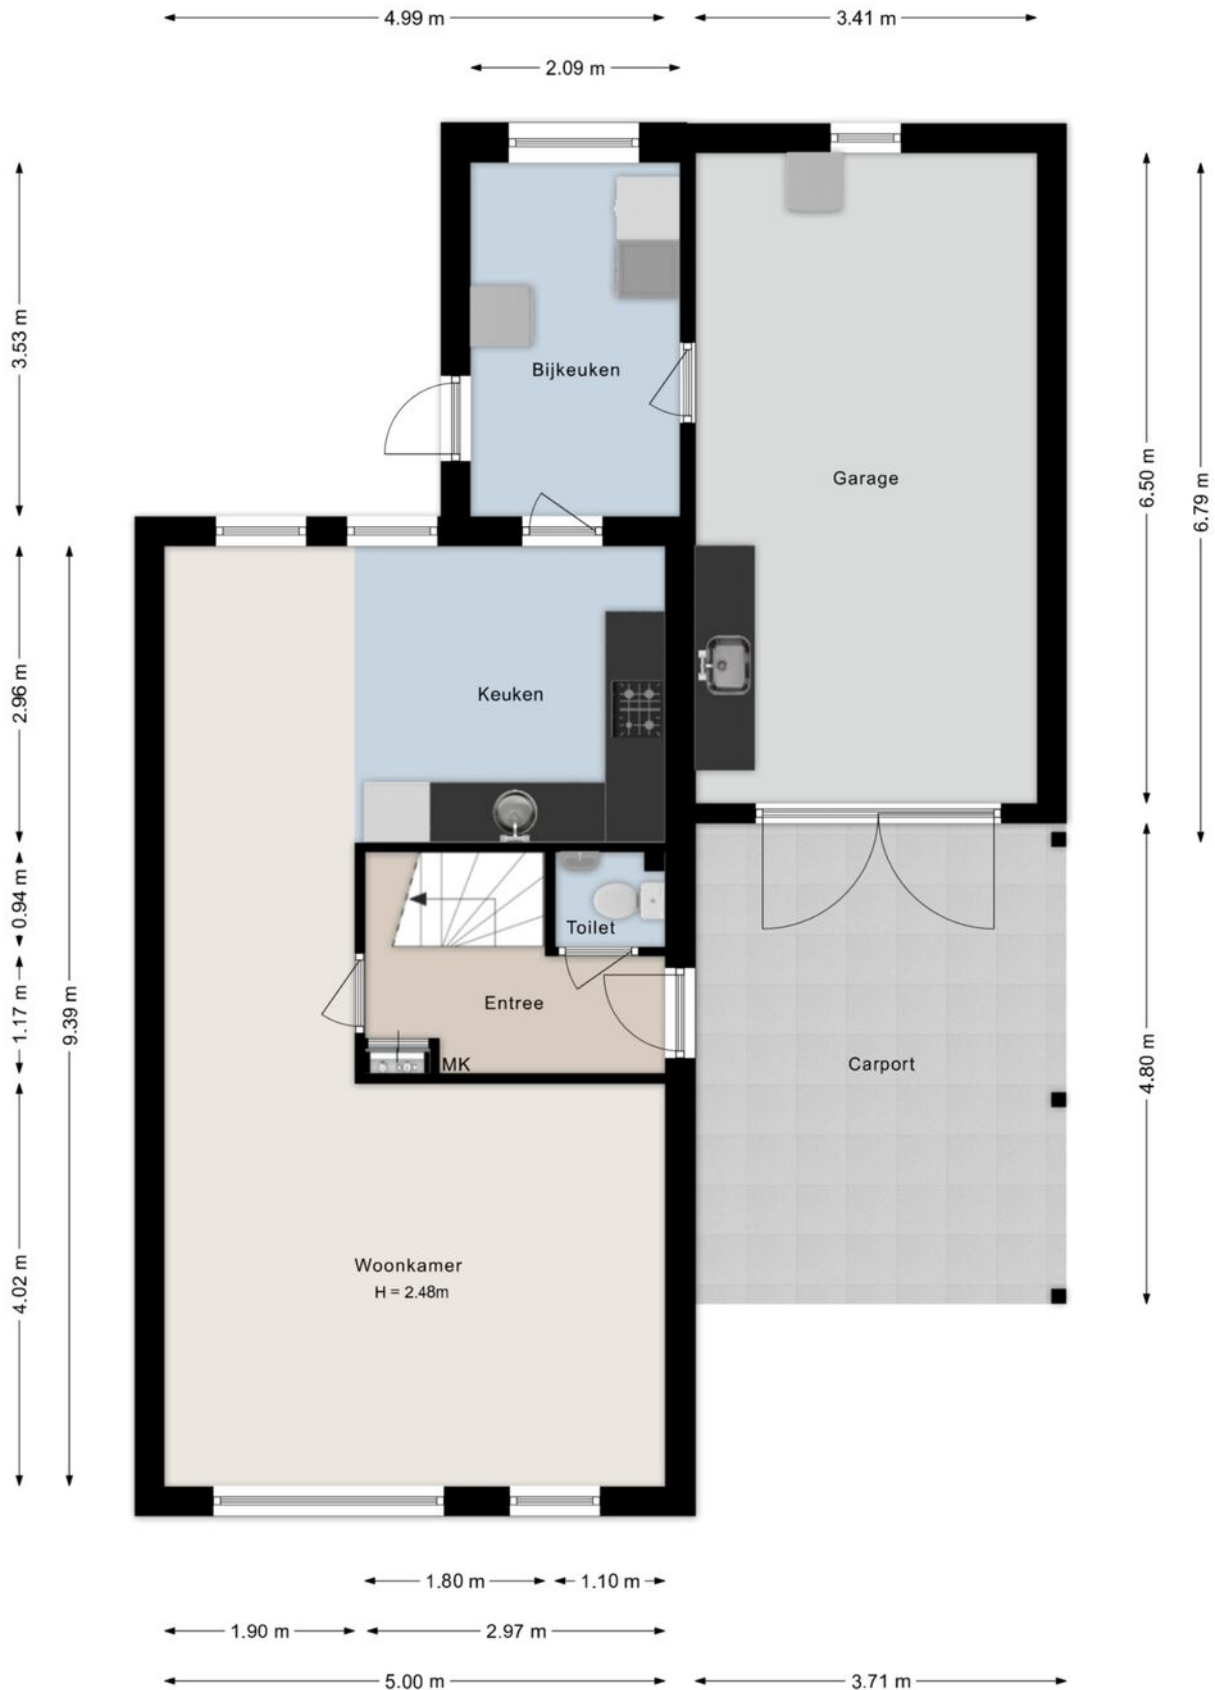 4.99 m
3.41 m
2.09 m
3.53 m
Bijkeuken
Garage
6.50 m
6.79 m
2.96 m
Keuken
0.94 m
Toilet
1.17 m
9.39 m
Entree
MK
Carport
4.80 m
4.02 m
Woonkamer
H = 2.48m
1.80 m
1.10 m
1.90 m
2.97 m
5.00 m
3.71 m